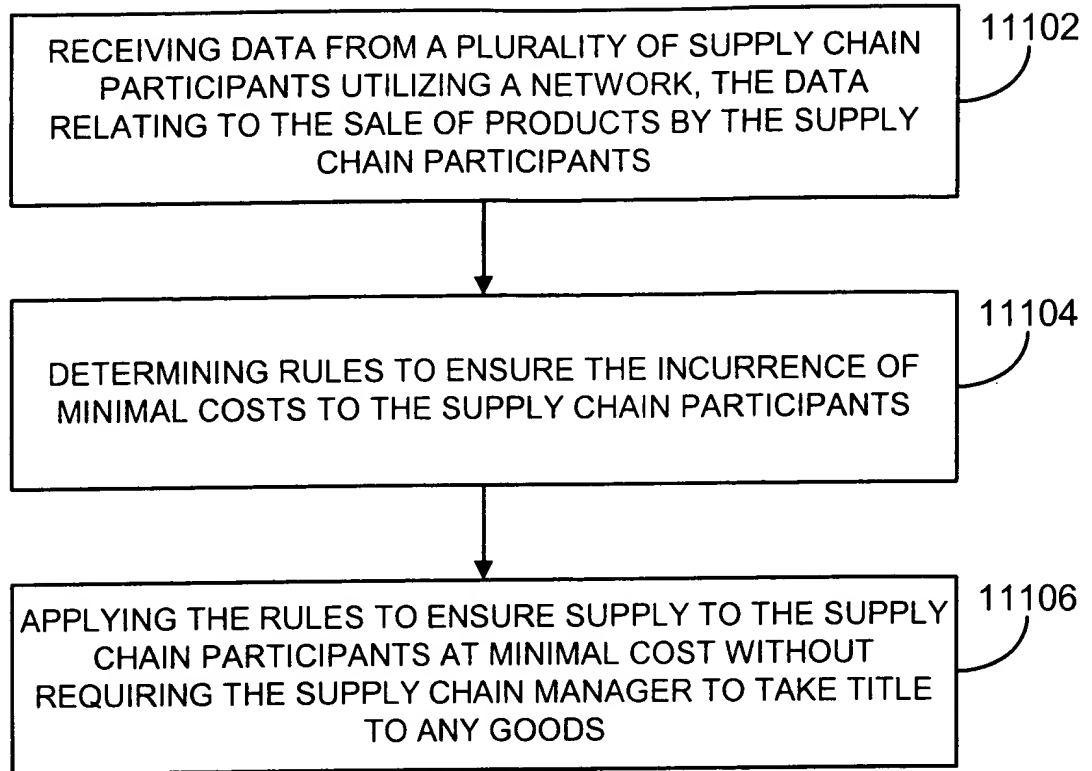 RECEIVING DATA FROM A PLURALITY OF SUPPLY CHAIN
PARTICIPANTS UTILIZING A NETWORK, THE DATA
RELATING TO THE SALE OF PRODUCTS BY THE SUPPLY
CHAIN PARTICIPANTS
11102
DETERMINING RULES TO ENSURE THE INCURRENCE OF
MINIMAL COSTS TO THE SUPPLY CHAIN PARTICIPANTS
11104
APPLYING THE RULES TO ENSURE SUPPLY TO THE SUPPLY
CHAIN PARTICIPANTS AT MINIMAL COST WITHOUT
REQUIRING THE SUPPLY CHAIN MANAGER TO TAKE TITLE
TO ANY GOODS
11106